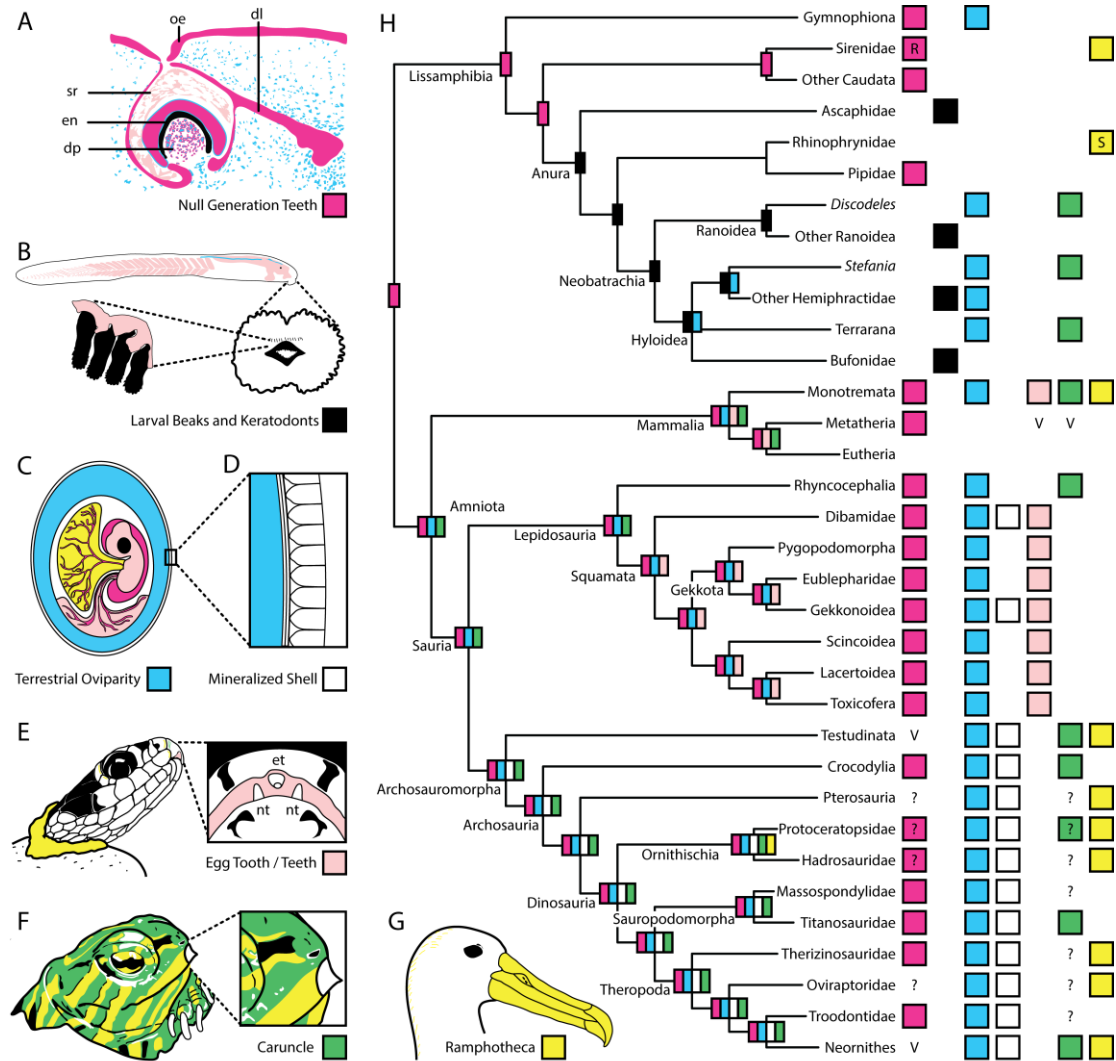 A
oe
dl
sr
en
dp
Null Generation Teeth
B
Larval Beaks and Keratodonts
C
D
Terrestrial Oviparity
Mineralized Shell
E
et
nt
nt
Egg Tooth / Teeth
F
Caruncle
G
Ramphotheca
H
Gymnophiona
Lissamphibia
Sirenidae R
Other Caudata
Ascaphidae
Anura
Rhinophrynidae S
Pipidae
Discodeles
Ranoidea
Other Ranoidea
Neobatrachia
Stefania
Other Hemiphractidae
Hyloidea
Terrarana
Bufonidae
Monotremata
Mammalia
Metatheria V V
Eutheria
Amniota
Rhyncocephalia
Lepidosauria
Dibamidae
Squamata
Pygopodomorpha
Gekkota
Eublepharidae
Gekkonoidea
Sauria
Scincoidea
Lacertoidea
Toxicofera
Testudinata V
Archosauromorpha
Crocodylia
Archosauria
Pterosauria ? ?
Protoceratopsidae ? ?
Ornithischia
Hadrosauridae ? ?
Dinosauria
Massospondylidae ?
Sauropodomorpha
Titanosauridae
Therizinosauridae ?
Theropoda
Oviraptoridae ? ?
Troodontidae ?
Neornithes V